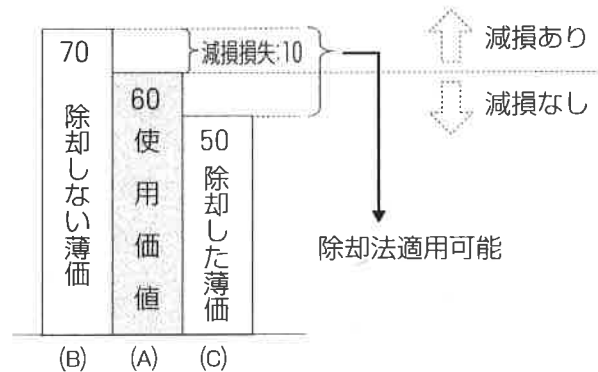 70
除却しない薄価
60
使用価値
50
除却した薄価
減損損失:10
減損あり
減損なし
除却法適用可能
(B)
(A)
(C)